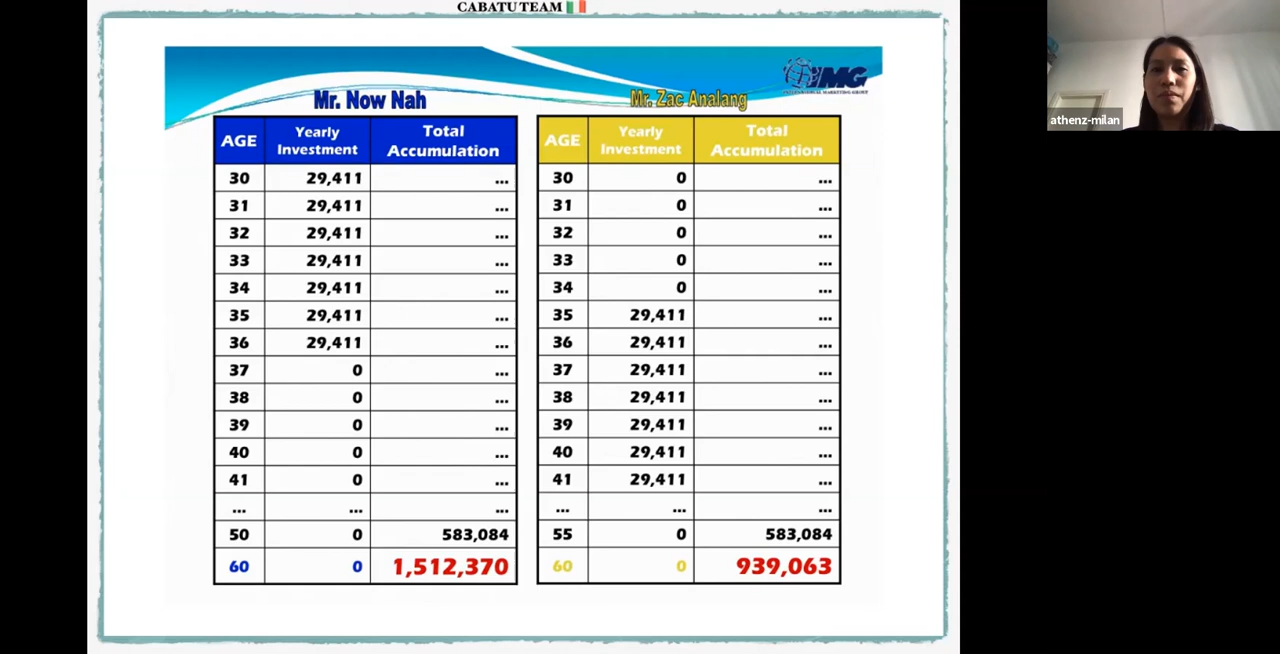 CABATU TEAM
IMG
INTERNATIONAL MARKETING GROUP
athenz-milan
Mr. Now Nah
AGE Yearly Investment Total Accumulation
30 29,411 ...
31 29,411 ...
32 29,411 ...
33 29,411 ...
34 29,411 ...
35 29,411 ...
36 29,411 ...
37 0 ...
38 0 ...
39 0 ...
40 0 ...
41 0 ...
... ... ...
50 0 583,084
60 0 1,512,370
Mr. Zac Analang
AGE Yearly Investment Total Accumulation
30 0 ...
31 0 ...
32 0 ...
33 0 ...
34 0 ...
35 29,411 ...
36 29,411 ...
37 29,411 ...
38 29,411 ...
39 29,411 ...
40 29,411 ...
41 29,411 ...
... ... ...
55 0 583,084
60 0 939,063